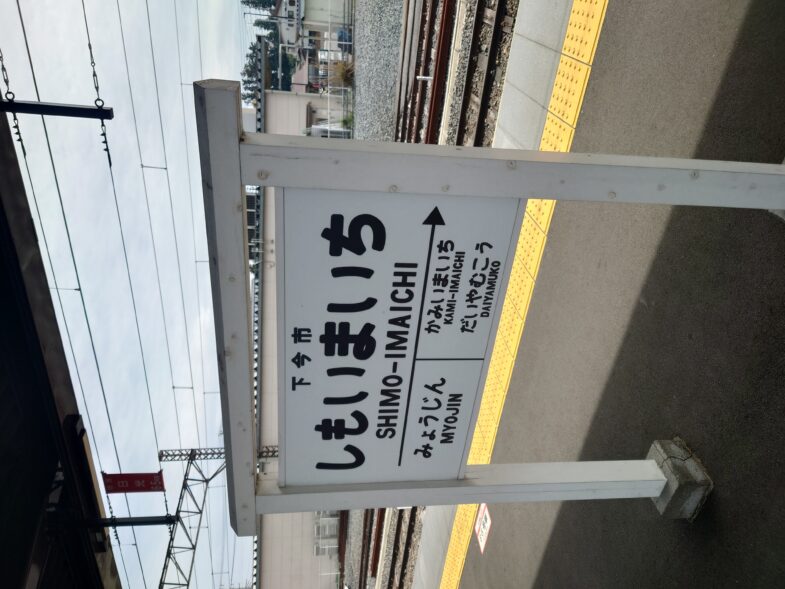 下今市
しもいまいち
SHIMO-IMAICHI
みょうじん
MYOJIN
かみいまいち
KAMI-IMAICHI
だいやむこう
DAIYAMUKO